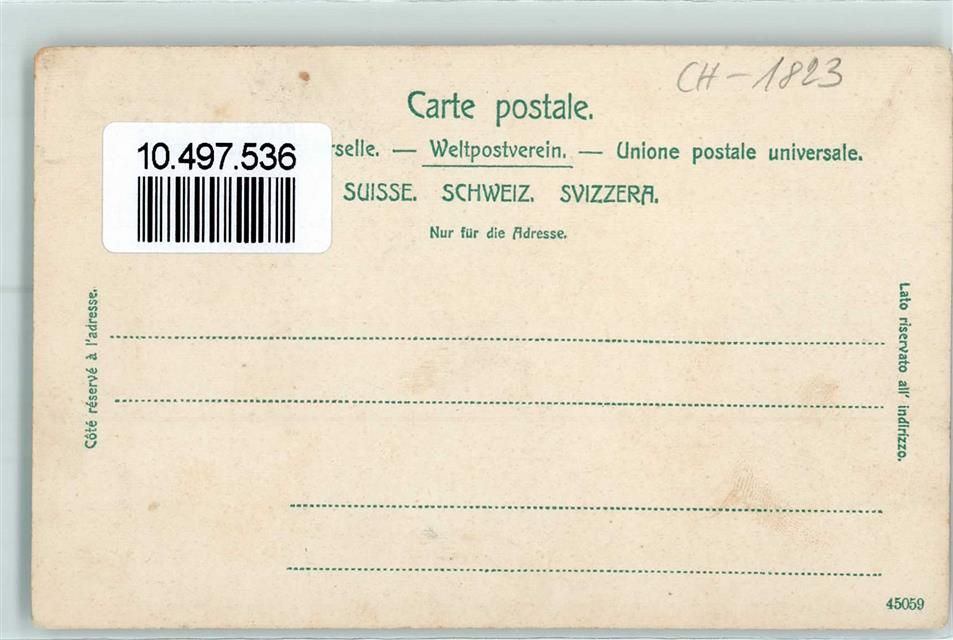 CH-1823
Carte postale.
10.497.536
rselle. — Weltpostverein. — Unione postale universale.
SUISSE. SCHWEIZ. SVIZZERA.
Nur für die Adresse.
Côté réservé à l'adresse.
Lato riservato all' indirizzo.
45059